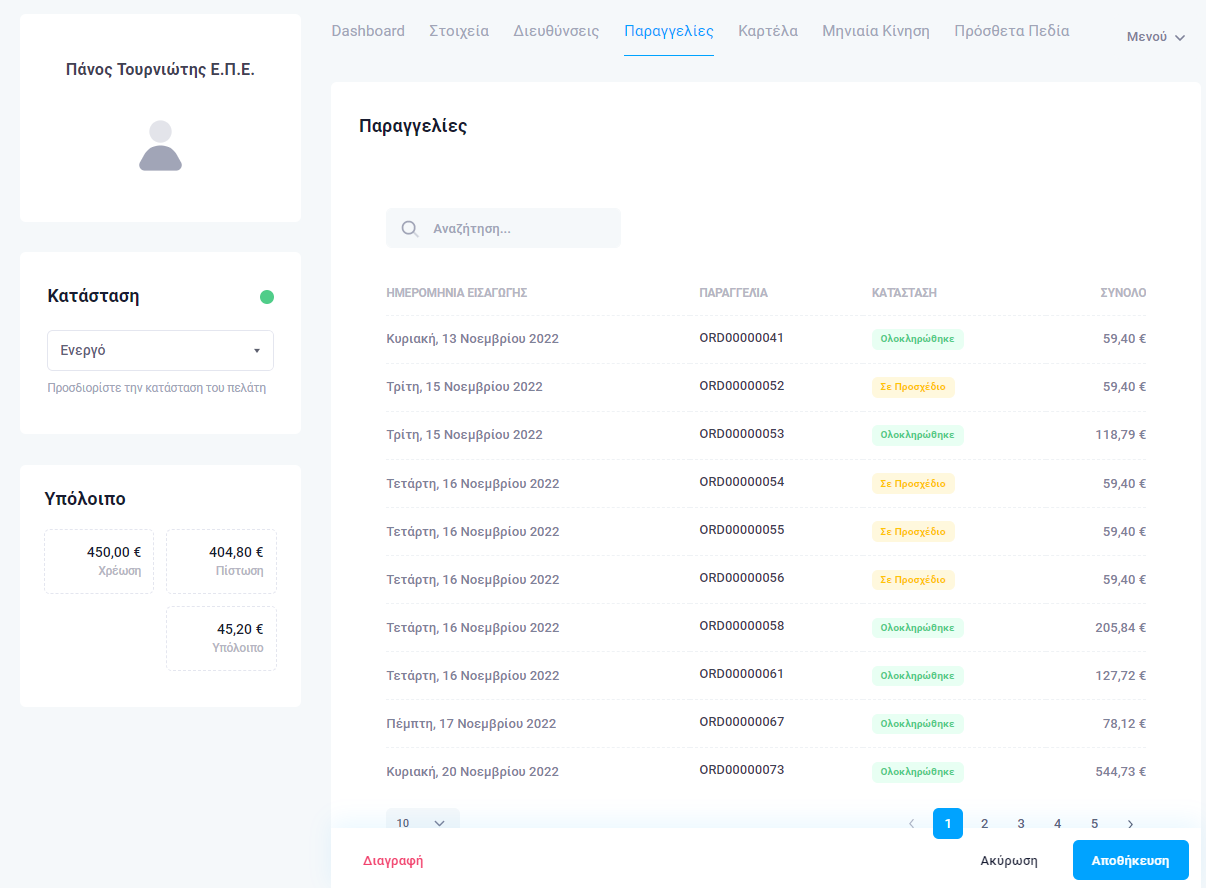 Πάνος Τουρνιώτης Ε.Π.Ε.
Κατάσταση
Ενεργό
Προσδιορίστε την κατάσταση του πελάτη
Υπόλοιπο
450,00 € 404,80 €
Χρέωση Πίστωση
45,20 €
Υπόλοιπο
Dashboard Στοιχεία Διευθύνσεις Παραγγελίες Καρτέλα Μηνιαία Κίνηση Πρόσθετα Πεδία Μενού
Παραγγελίες
Αναζήτηση...
ΗΜΕΡΟΜΗΝΙΑ ΕΙΣΑΓΩΓΗΣ ΠΑΡΑΓΓΕΛΊΑ ΚΑΤΆΣΤΑΣΗ ΣΥΝΟΛΟ
Κυριακή, 13 Νοεμβρίου 2022 ORD00000041 Ολοκληρώθηκε 59,40 €
Τρίτη, 15 Νοεμβρίου 2022 ORD00000052 Σε Προσχέδιο 59,40 €
Τρίτη, 15 Νοεμβρίου 2022 ORD00000053 Ολοκληρώθηκε 118,79 €
Τετάρτη, 16 Νοεμβρίου 2022 ORD00000054 Σε Προσχέδιο 59,40 €
Τετάρτη, 16 Νοεμβρίου 2022 ORD00000055 Σε Προσχέδιο 59,40 €
Τετάρτη, 16 Νοεμβρίου 2022 ORD00000056 Σε Προσχέδιο 59,40 €
Τετάρτη, 16 Νοεμβρίου 2022 ORD00000058 Ολοκληρώθηκε 205,84 €
Τετάρτη, 16 Νοεμβρίου 2022 ORD00000061 Ολοκληρώθηκε 127,72 €
Πέμπτη, 17 Νοεμβρίου 2022 ORD00000067 Ολοκληρώθηκε 78,12 €
Κυριακή, 20 Νοεμβρίου 2022 ORD00000073 Ολοκληρώθηκε 544,73 €
10 1 2 3 4 5
Διαγραφή Ακύρωση Αποθήκευση